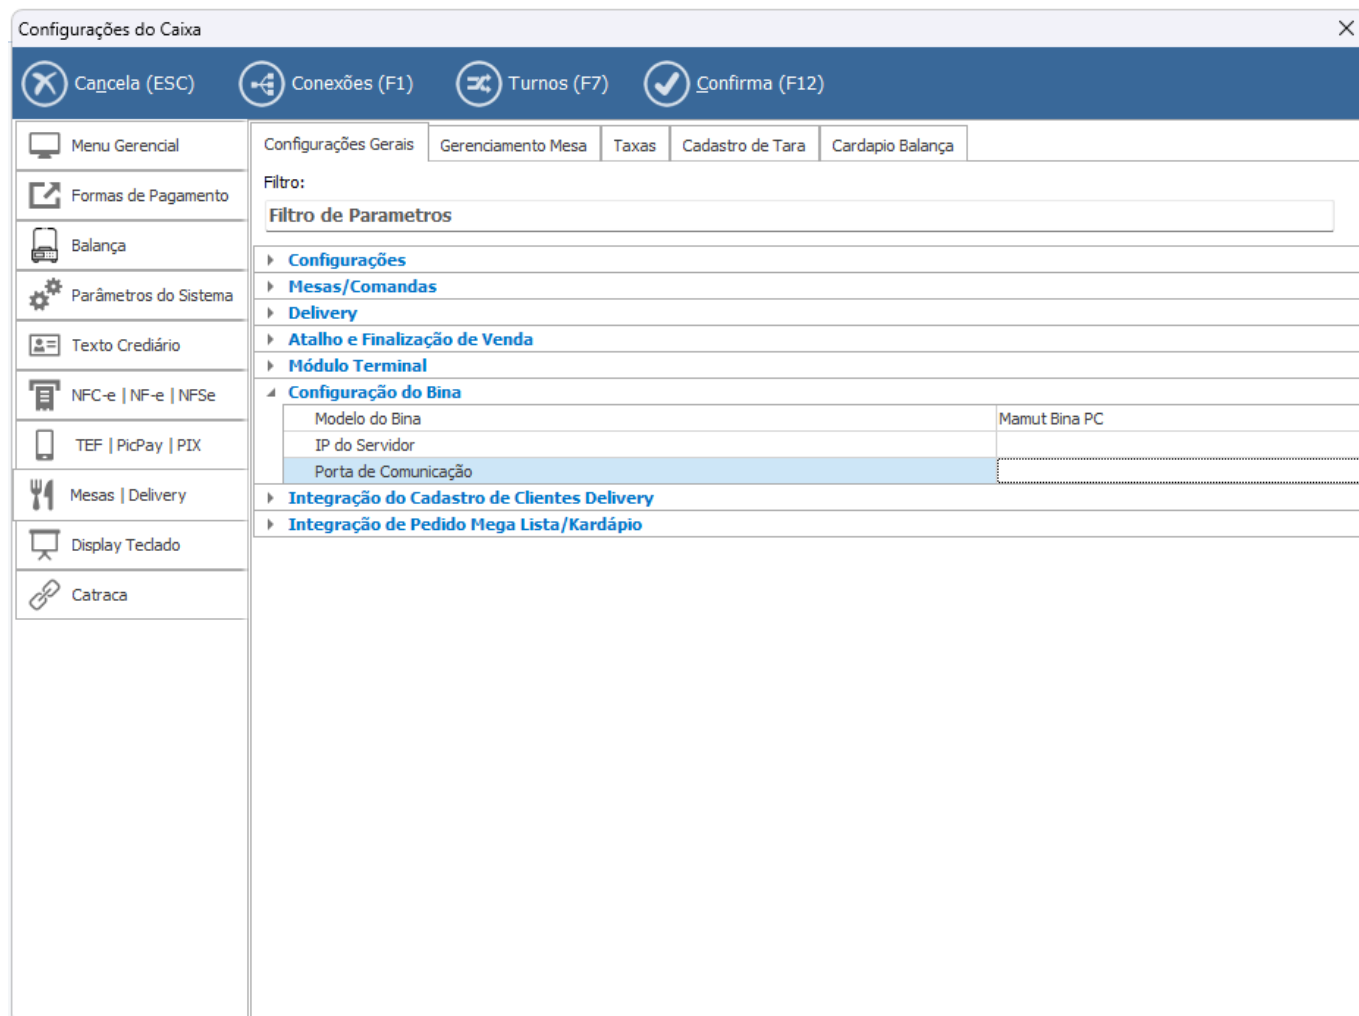 Configurações do Caixa
Cancela (ESC) Conexões (F1) Turnos (F7) Confirma (F12)
Menu Gerencial
Formas de Pagamento
Balança
Parâmetros do Sistema
Texto Crediário
NFC-e | NF-e | NFSe
TEF | PicPay | PIX
Mesas | Delivery
Display Teclado
Catraca
Configurações Gerais Gerenciamento Mesa Taxas Cadastro de Tara Cardapio Balança
Filtro:
Filtro de Parametros
Configurações
Mesas/Comandas
Delivery
Atalho e Finalização de Venda
Módulo Terminal
Configuração do Bina
Modelo do Bina Mamut Bina PC
IP do Servidor
Porta de Comunicação
Integração do Cadastro de Clientes Delivery
Integração de Pedido Mega Lista/Kardápio